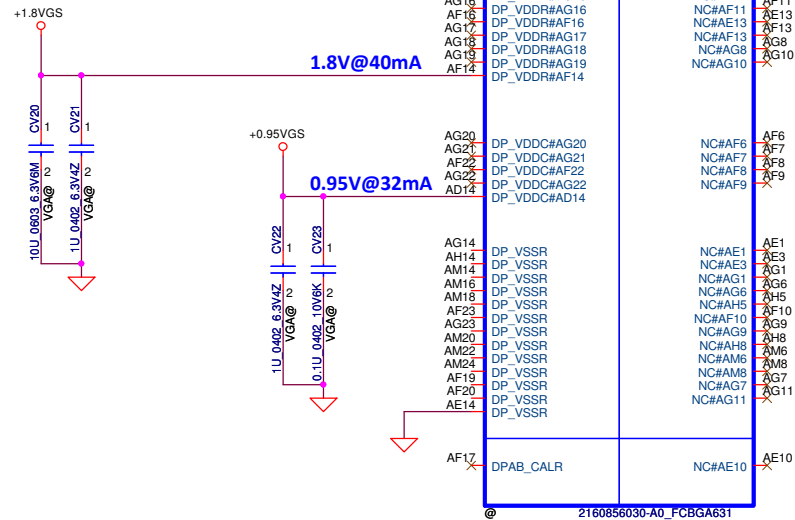 AG16 DP_VDDR#AG16 NC#AF11 AF11
+1.8VGS AF16 DP_VDDR#AF16 NC#AE13 AE13
AG17 DP_VDDR#AG17 NC#AF13 AF13
AG18 DP_VDDR#AG18 NC#AG8 AG8
AG19 DP_VDDR#AG19 NC#AG10 AG10
1.8V@40mA AF14 DP_VDDR#AF14
CV20 1 2 10U_0603_6.3V6M VGA@
CV21 1 2 1U_0402_6.3V4Z VGA@
+0.95VGS
AG20 DP_VDDC#AG20 NC#AF6 AF6
AG21 DP_VDDC#AG21 NC#AF7 AF7
AF22 DP_VDDC#AF22 NC#AF8 AF8
AG22 DP_VDDC#AG22 NC#AF9 AF9
0.95V@32mA AD14 DP_VDDC#AD14
CV22 1 2 1U_0402_6.3V4Z VGA@
CV23 1 2 0.1U_0402_10V6K VGA@
AG14 DP_VSSR NC#AE1 AE1
AH14 DP_VSSR NC#AE3 AE3
AM14 DP_VSSR NC#AG1 AG1
AM16 DP_VSSR NC#AG6 AG6
AM18 DP_VSSR NC#AH5 AH5
AF23 DP_VSSR NC#AF10 AF10
AG23 DP_VSSR NC#AG9 AG9
AM20 DP_VSSR NC#AH8 AH8
AM22 DP_VSSR NC#AM6 AM6
AM24 DP_VSSR NC#AM8 AM8
AF19 DP_VSSR NC#AG7 AG7
AF20 DP_VSSR NC#AG11 AG11
AE14 DP_VSSR
AF17 DPAB_CALR NC#AE10 AE10
@ 2160856030-A0_FCBGA631